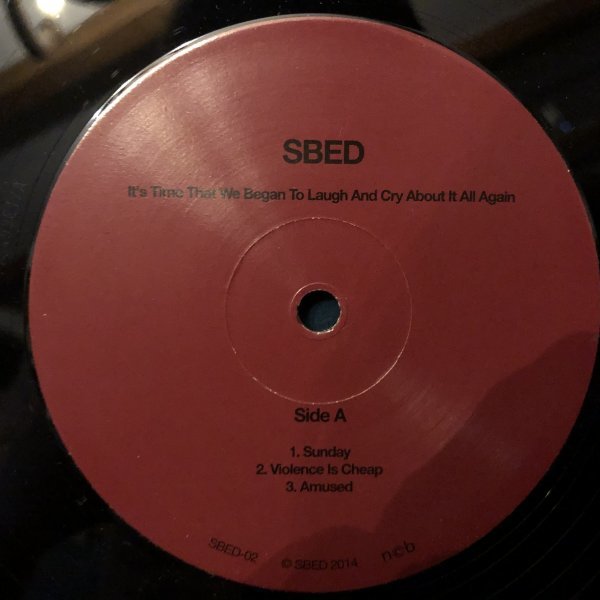 SBED
It's Time That We Began To Laugh And Cry About It All Again
Side A
1. Sunday
2. Violence Is Cheap
3. Amused
SBED-02 © SBED 2014 n©b